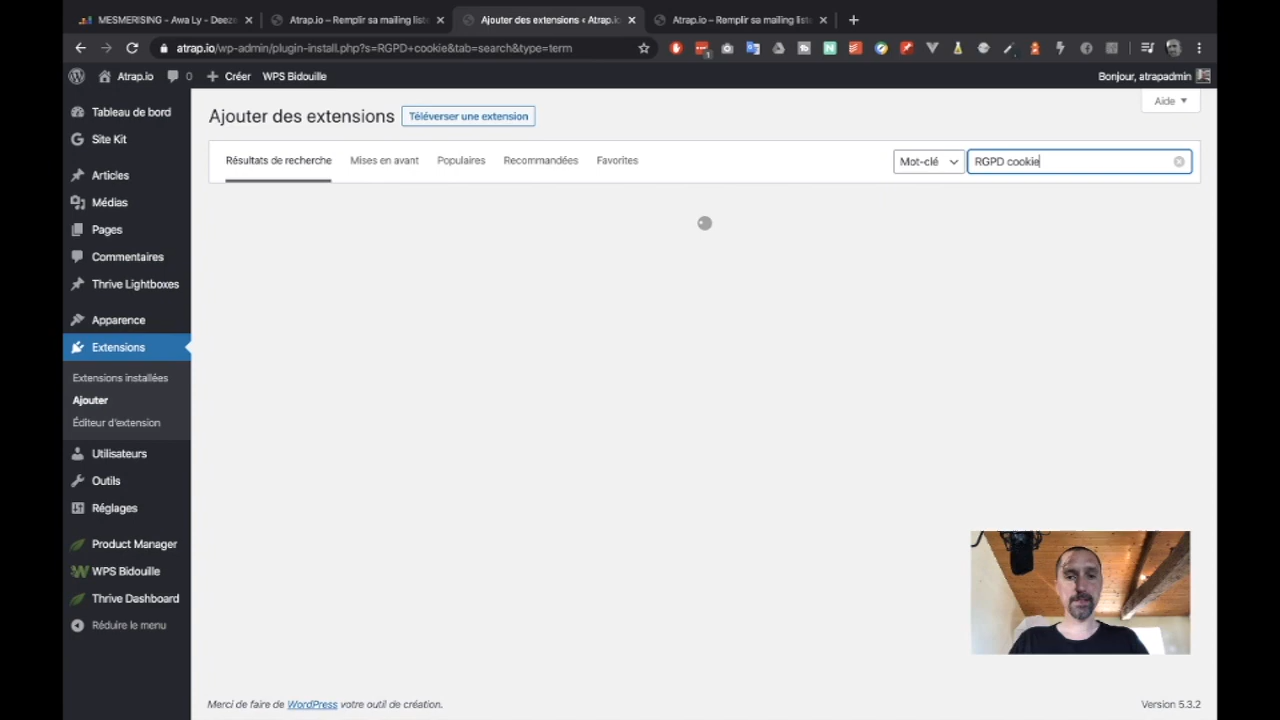 MESMERISING - Awa Ly - Deeze
Atrap.io – Remplir sa mailing liste
Ajouter des extensions ‹ Atrap.io
Atrap.io – Remplir sa mailing liste
atrap.io/wp-admin/plugin-install.php?s=RGPD+cookie&tab=search&type=term
Atrap.io
0
Créer
WPS Bidouille
Bonjour, atrapadmin
Tableau de bord
Site Kit
Articles
Médias
Pages
Commentaires
Thrive Lightboxes
Apparence
Extensions
Extensions installées
Ajouter
Éditeur d'extension
Utilisateurs
Outils
Réglages
Product Manager
WPS Bidouille
Thrive Dashboard
Réduire le menu
Aide
Ajouter des extensions
Téléverser une extension
Résultats de recherche
Mises en avant
Populaires
Recommandées
Favorites
Mot-clé
RGPD cookie
Merci de faire de WordPress votre outil de création.
Version 5.3.2